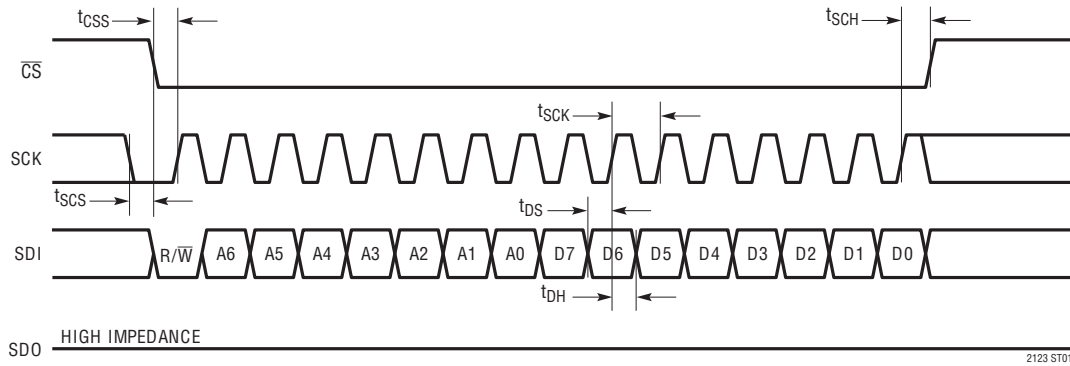 tCSS
tSCH
C̅S̅
tSCK
SCK
tSCS
tDS
SDI
R/W̅ A6 A5 A4 A3 A2 A1 A0 D7 D6 D5 D4 D3 D2 D1 D0
tDH
HIGH IMPEDANCE
SDO
2123 ST01